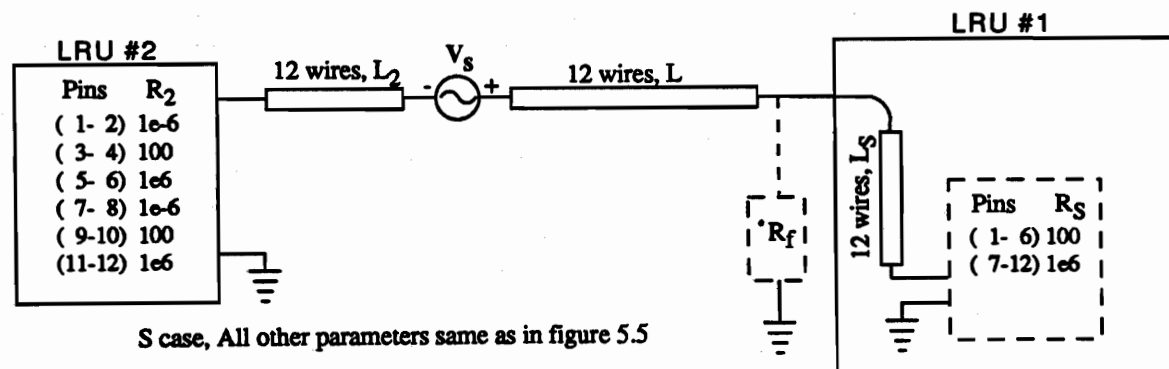 LRU #1
LRU #2
Pins R2
( 1- 2) 1e-6
( 3- 4) 100
( 5- 6) 1e6
( 7- 8) 1e-6
( 9-10) 100
(11-12) 1e6
12 wires, L2
Vs
- +
12 wires, L
Rf
12 wires, LS
Pins RS
( 1- 6) 100
( 7-12) 1e6
S case, All other parameters same as in figure 5.5